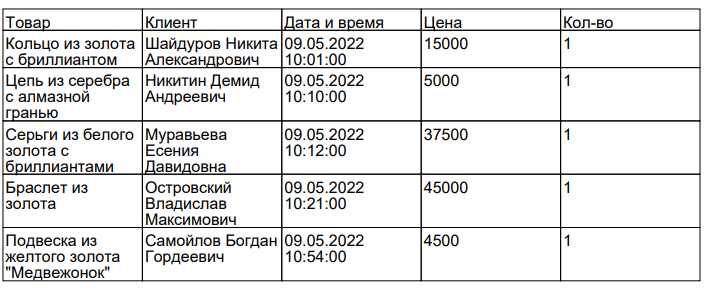 Товар Клиент Дата и время Цена Кол-во
Кольцо из золота Шайдуров Никита 09.05.2022 15000 1
с бриллиантом Александрович 10:01:00
Цепь из серебра Никитин Демид 09.05.2022 5000 1
с алмазной Андреевич 10:10:00
гранью
Серьги из белого Муравьева 09.05.2022 37500 1
золота с Есения 10:12:00
бриллиантами Давидовна
Браслет из Островский 09.05.2022 45000 1
золота Владислав 10:21:00
Максимович
Подвеска из Самойлов Богдан 09.05.2022 4500 1
желтого золота Гордеевич 10:54:00
"Медвежонок"